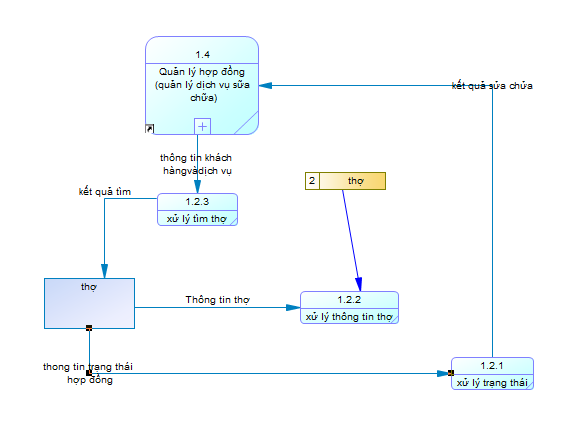 1.4
Quản lý hợp đồng
(quản lý dịch vụ sữa
chữa)
kết quả sửa chửa
thông tin khách
hàngvàdịch vụ
2 thợ
kết quả tìm
1.2.3
xử lý tìm thợ
thợ
Thông tin thợ
1.2.2
xử lý thông tin thợ
thong tin trạng thái
hợp đồng
1.2.1
xử lý trạng thái